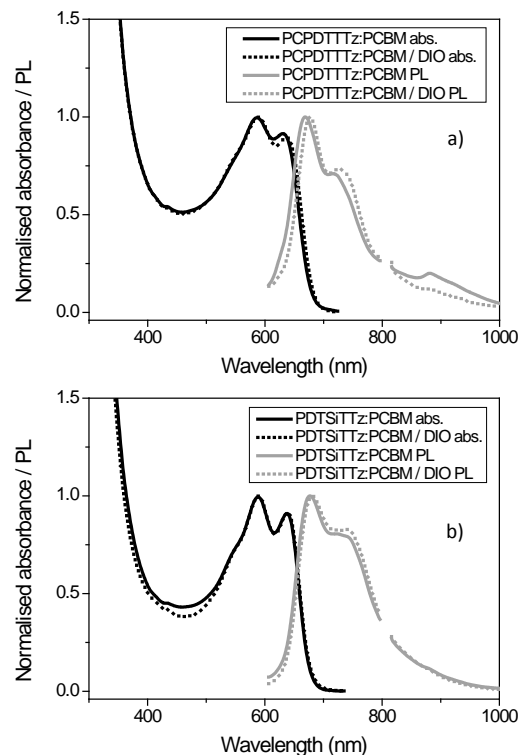 1.5
PCPDTTTz:PCBM abs.
PCPDTTTz:PCBM / DIO abs.
PCPDTTTz:PCBM PL
PCPDTTTz:PCBM / DIO PL
a)
1.0
0.5
0.0
Normalised absorbance / PL
400 600 800 1000
Wavelength (nm)
1.5
PDTSiTTz:PCBM abs.
PDTSiTTz:PCBM / DIO abs.
PDTSiTTz:PCBM PL
PDTSiTTz:PCBM / DIO PL
b)
1.0
0.5
0.0
Normalised absorbance / PL
400 600 800 1000
Wavelength (nm)